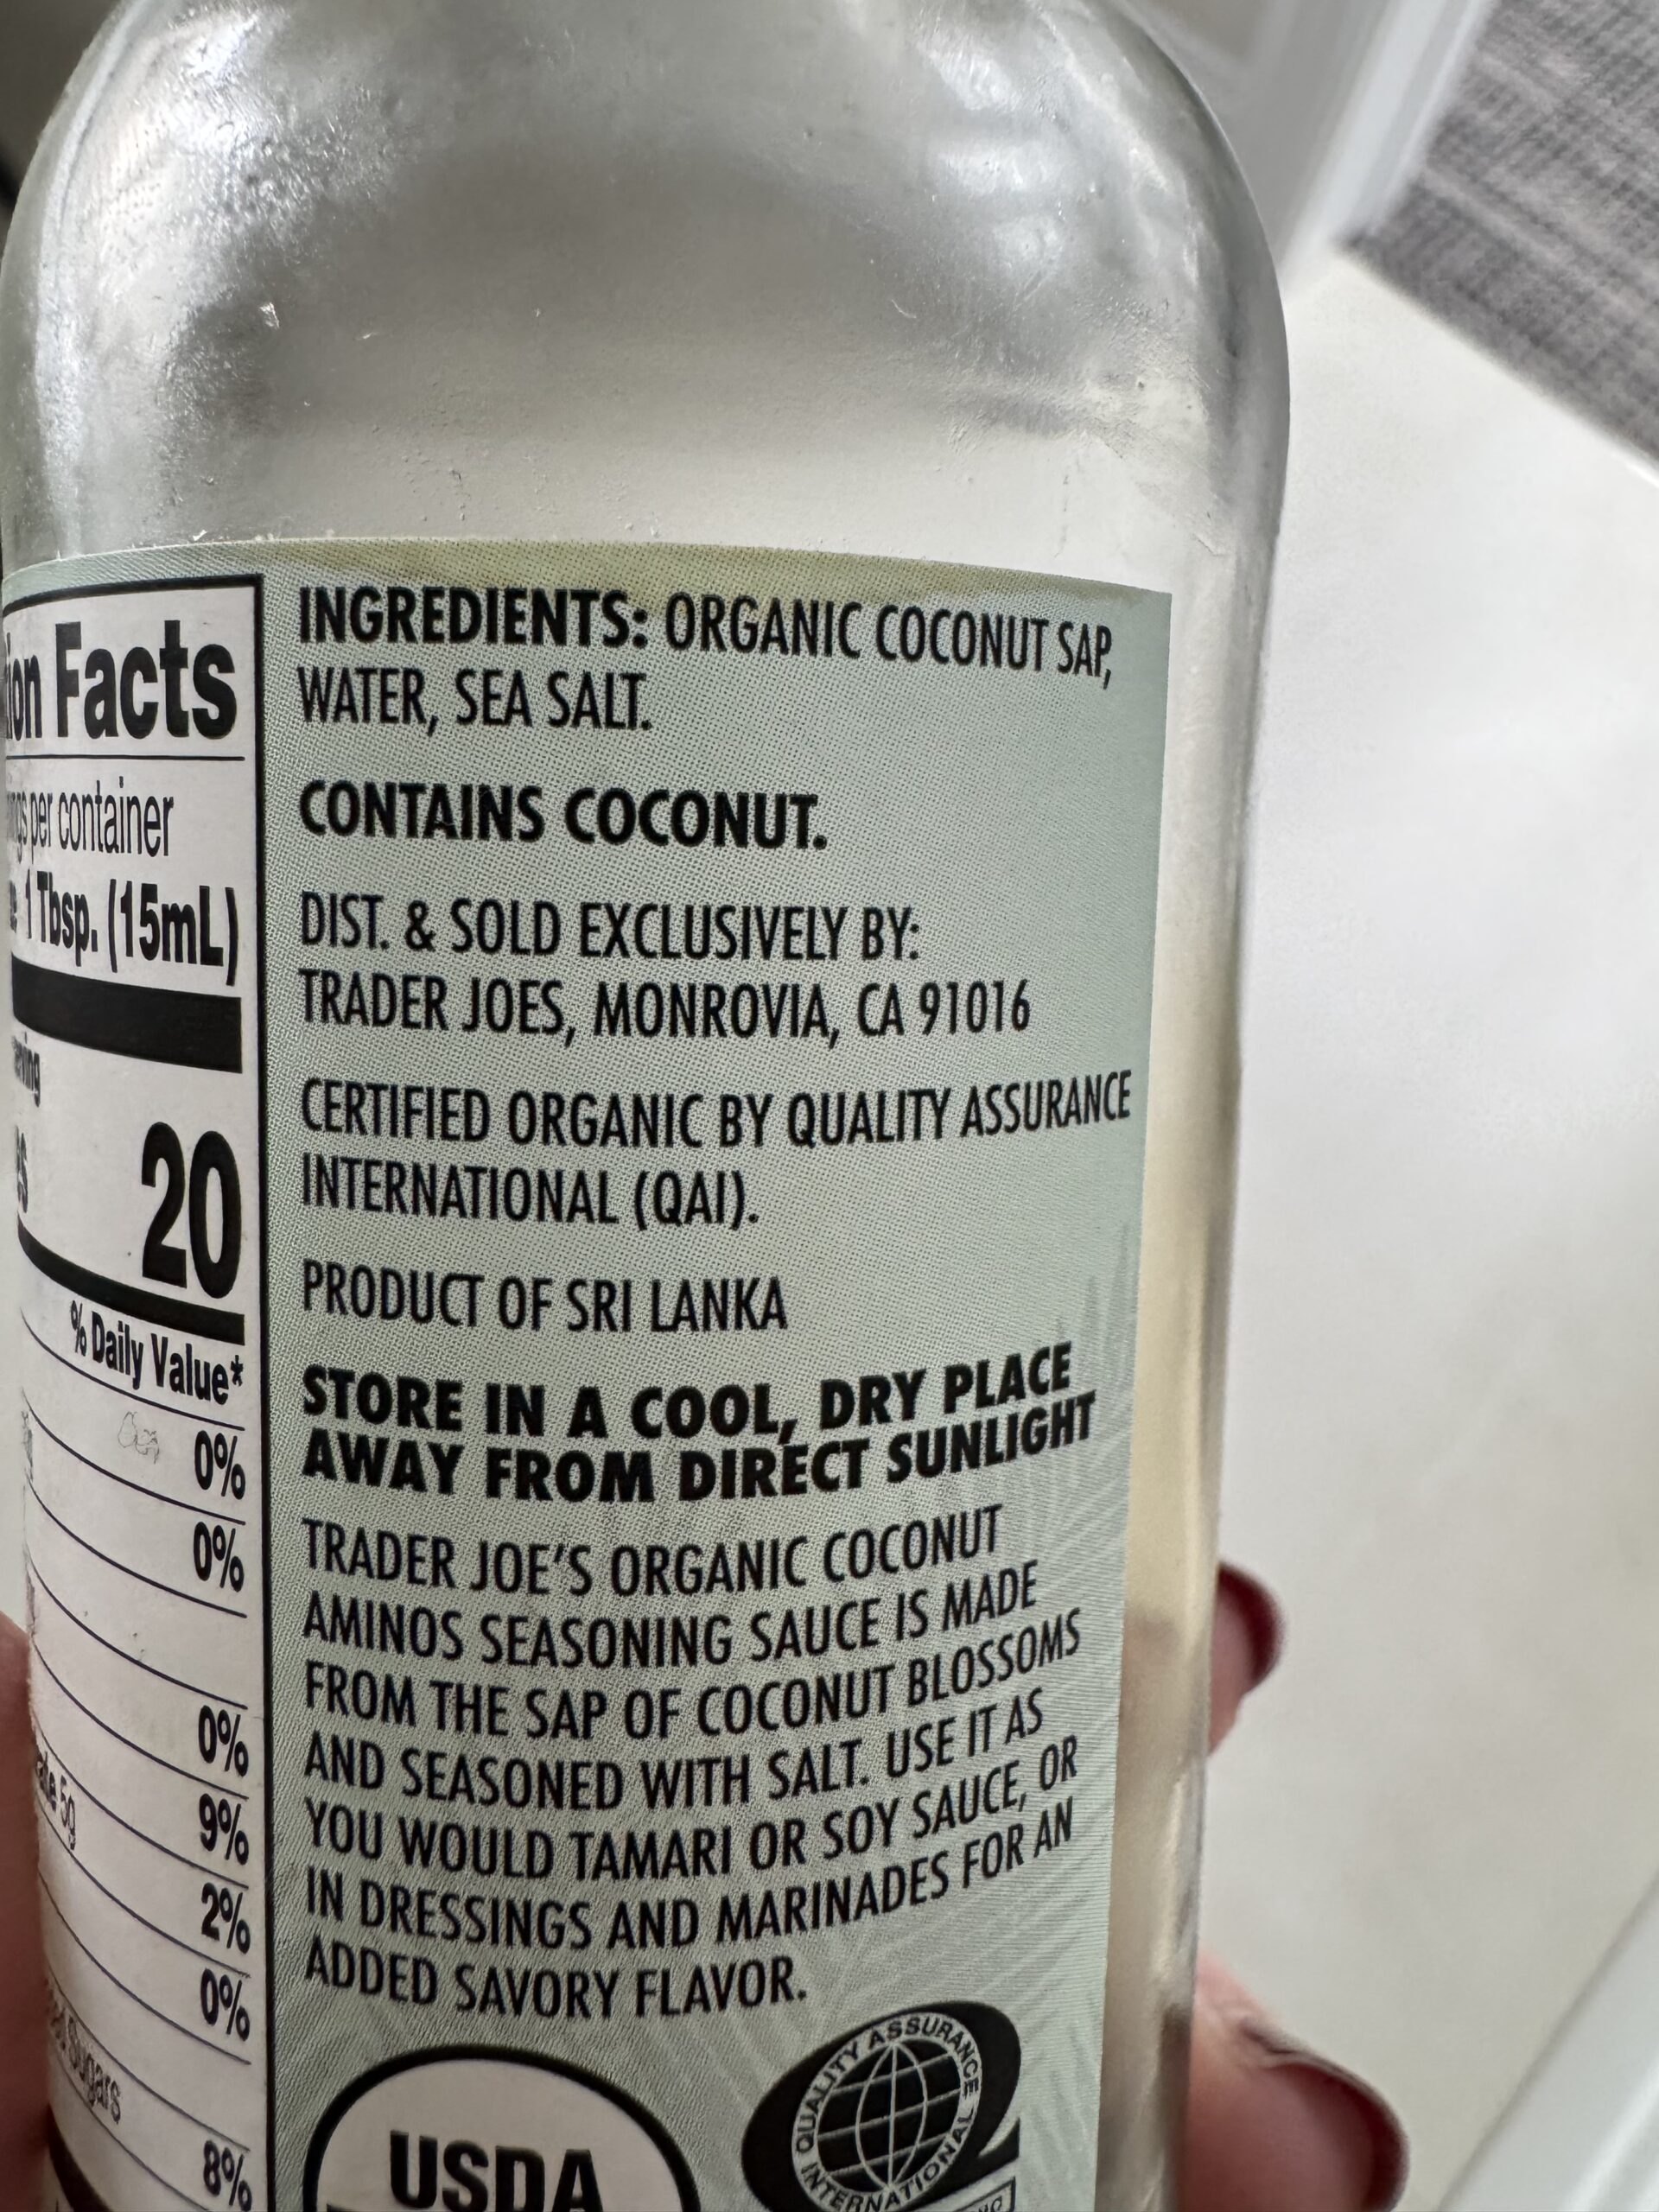 Facts
per container
1 Tbsp. (15mL)
20
% Daily Value*
0%
0%
0%
5g
9%
2%
0%
Sugars
8%
INGREDIENTS: ORGANIC COCONUT SAP,
WATER, SEA SALT.
CONTAINS COCONUT.
DIST. & SOLD EXCLUSIVELY BY:
TRADER JOES, MONROVIA, CA 91016
CERTIFIED ORGANIC BY QUALITY ASSURANCE
INTERNATIONAL (QAI).
PRODUCT OF SRI LANKA
STORE IN A COOL, DRY PLACE
AWAY FROM DIRECT SUNLIGHT
TRADER JOE'S ORGANIC COCONUT
AMINOS SEASONING SAUCE IS MADE
FROM THE SAP OF COCONUT BLOSSOMS
AND SEASONED WITH SALT. USE IT AS
YOU WOULD TAMARI OR SOY SAUCE, OR
IN DRESSINGS AND MARINADES FOR AN
ADDED SAVORY FLAVOR.
USDA
QUALITY ASSURANCE
INTERNATIONAL